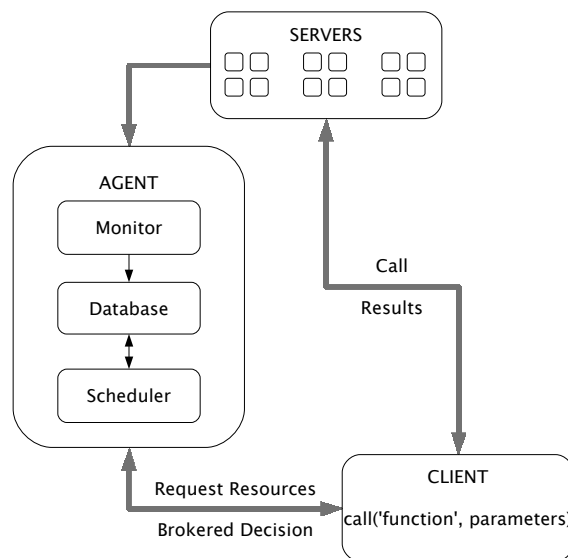 SERVERS
AGENT
Monitor
Database
Scheduler
Call
Results
Request Resources
Brokered Decision
CLIENT
call('function', parameters)